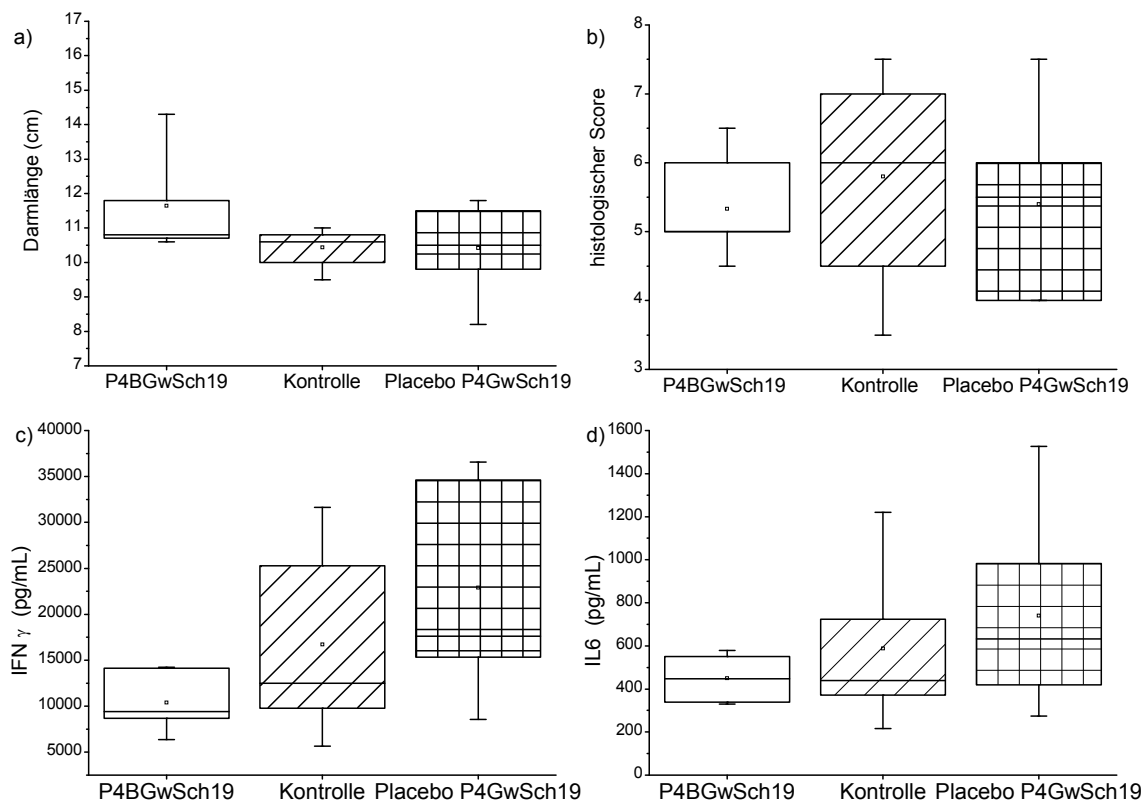 a)
17
16
15
14
13
12
11
10
9
8
7
Darmlänge (cm)
P4BGwSch19 Kontrolle Placebo P4GwSch19
b)
8
7
6
5
4
3
histologischer Score
P4BGwSch19 Kontrolle Placebo P4GwSch19
c)
40000
35000
30000
25000
20000
15000
10000
5000
IFN γ (pg/mL)
P4BGwSch19 Kontrolle Placebo P4GwSch19
d)
1600
1400
1200
1000
800
600
400
200
0
IL6 (pg/mL)
P4BGwSch19 Kontrolle Placebo P4GwSch19